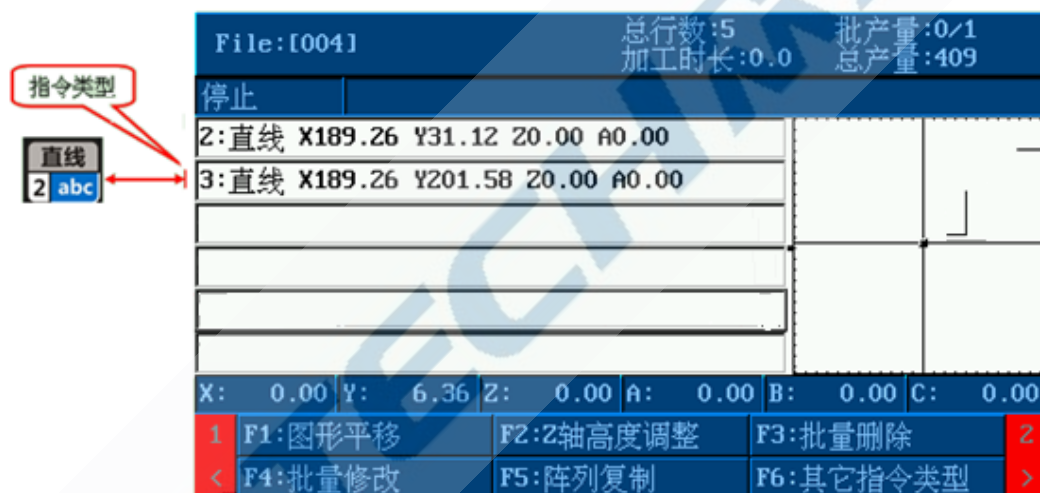 File:[004]
总行数:5
批产量:0/1
加工时长:0.0
总产量:409
指令类型
停止
直线
2 abc
2:直线 X189.26 Y31.12 Z0.00 A0.00
3:直线 X189.26 Y201.58 Z0.00 A0.00
X: 0.00 Y: 6.36 Z: 0.00 A: 0.00 B: 0.00 C: 0.00
1 F1:图形平移 F2:Z轴高度调整 F3:批量删除 2
< F4:批量修改 F5:阵列复制 F6:其它指令类型 >
TECHM